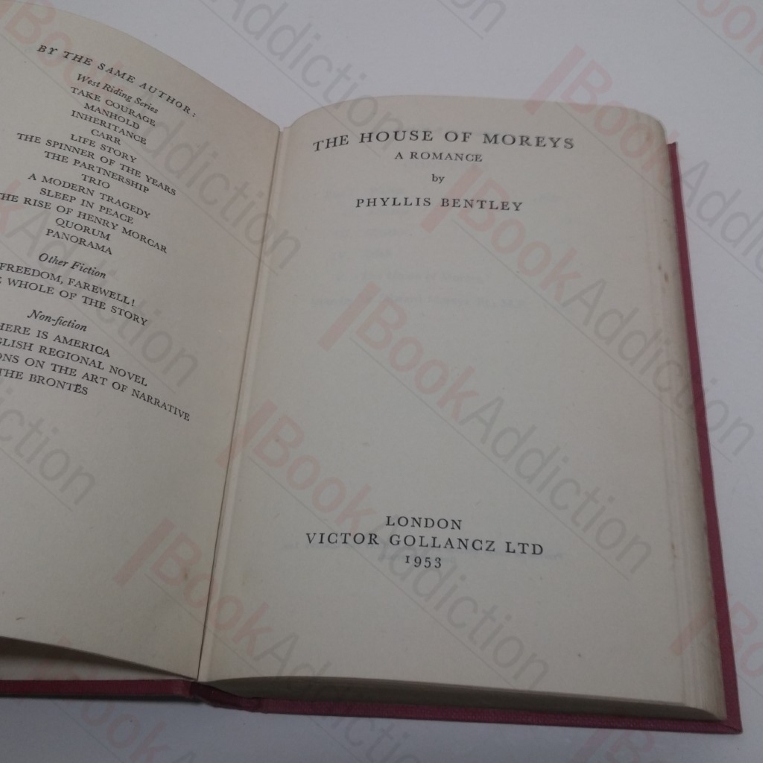 BY THE SAME AUTHOR:
West Riding Series
TAKE COURAGE
MANHOLD
INHERITANCE
CARR
LIFE STORY
THE SPINNER OF THE YEARS
THE PARTNERSHIP
TRIO
A MODERN TRAGEDY
SLEEP IN PEACE
THE RISE OF HENRY MORCAR
QUORUM
PANORAMA
Other Fiction
FREEDOM, FAREWELL!
WHOLE OF THE STORY
Non-fiction
HERE IS AMERICA
REGIONAL NOVEL
ON THE ART OF NARRATIVE
THE BRONTËS
THE HOUSE OF MOREYS
A ROMANCE
by
PHYLLIS BENTLEY
LONDON
VICTOR GOLLANCZ LTD
1953
BookAddiction